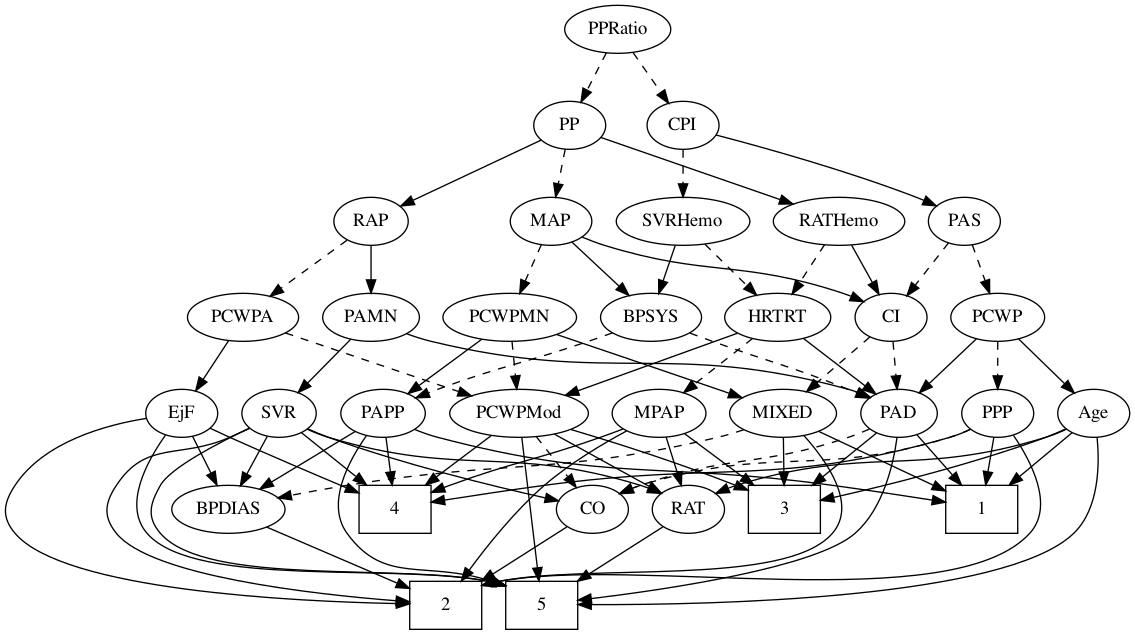 PPRatio
PP
CPI
RAP
MAP
SVRHemo
RATHemo
PAS
PCWPA
PAMN
PCWPMN
BPSYS
HRTRT
CI
PCWP
EjF
SVR
PAPP
PCWPMod
MPAP
MIXED
PAD
PPP
Age
BPDIAS
4
CO
RAT
3
1
2
5